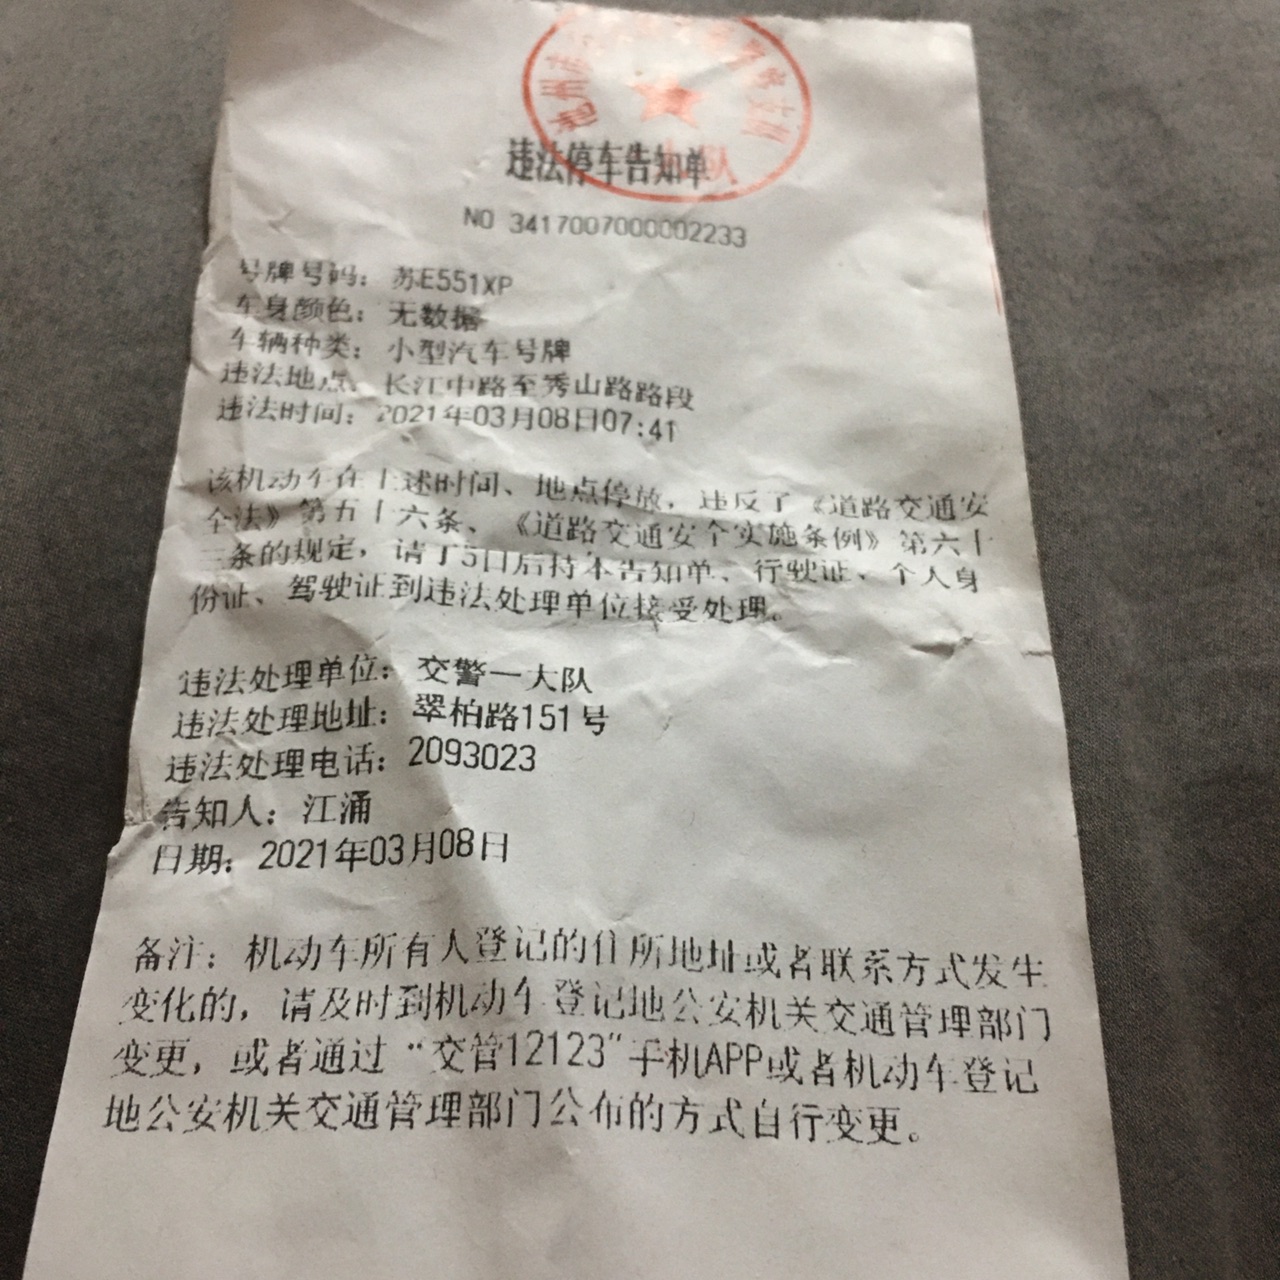 违法停车告知单
NO 3417007000002233
号牌号码：苏E551XP
车身颜色：无数据
车辆种类：小型汽车号牌
违法地点：长江中路至秀山路路段
违法时间：2021年03月08日07:41
该机动车在上述时间、地点停放，违反了《道路交通安
全法》第五十六条、《道路交通安全实施条例》第六十
三条的规定，请于5日后持本告知单、行驶证、个人身
份证、驾驶证到违法处理单位接受处理。
违法处理单位：交警一大队
违法处理地址：翠柏路151号
违法处理电话：2093023
告知人：江涌
日期：2021年03月08日
备注：机动车所有人登记的住所地址或者联系方式发生
变化的，请及时到机动车登记地公安机关交通管理部门
变更，或者通过“交管12123”手机APP或者机动车登记
地公安机关交通管理部门公布的方式自行变更。